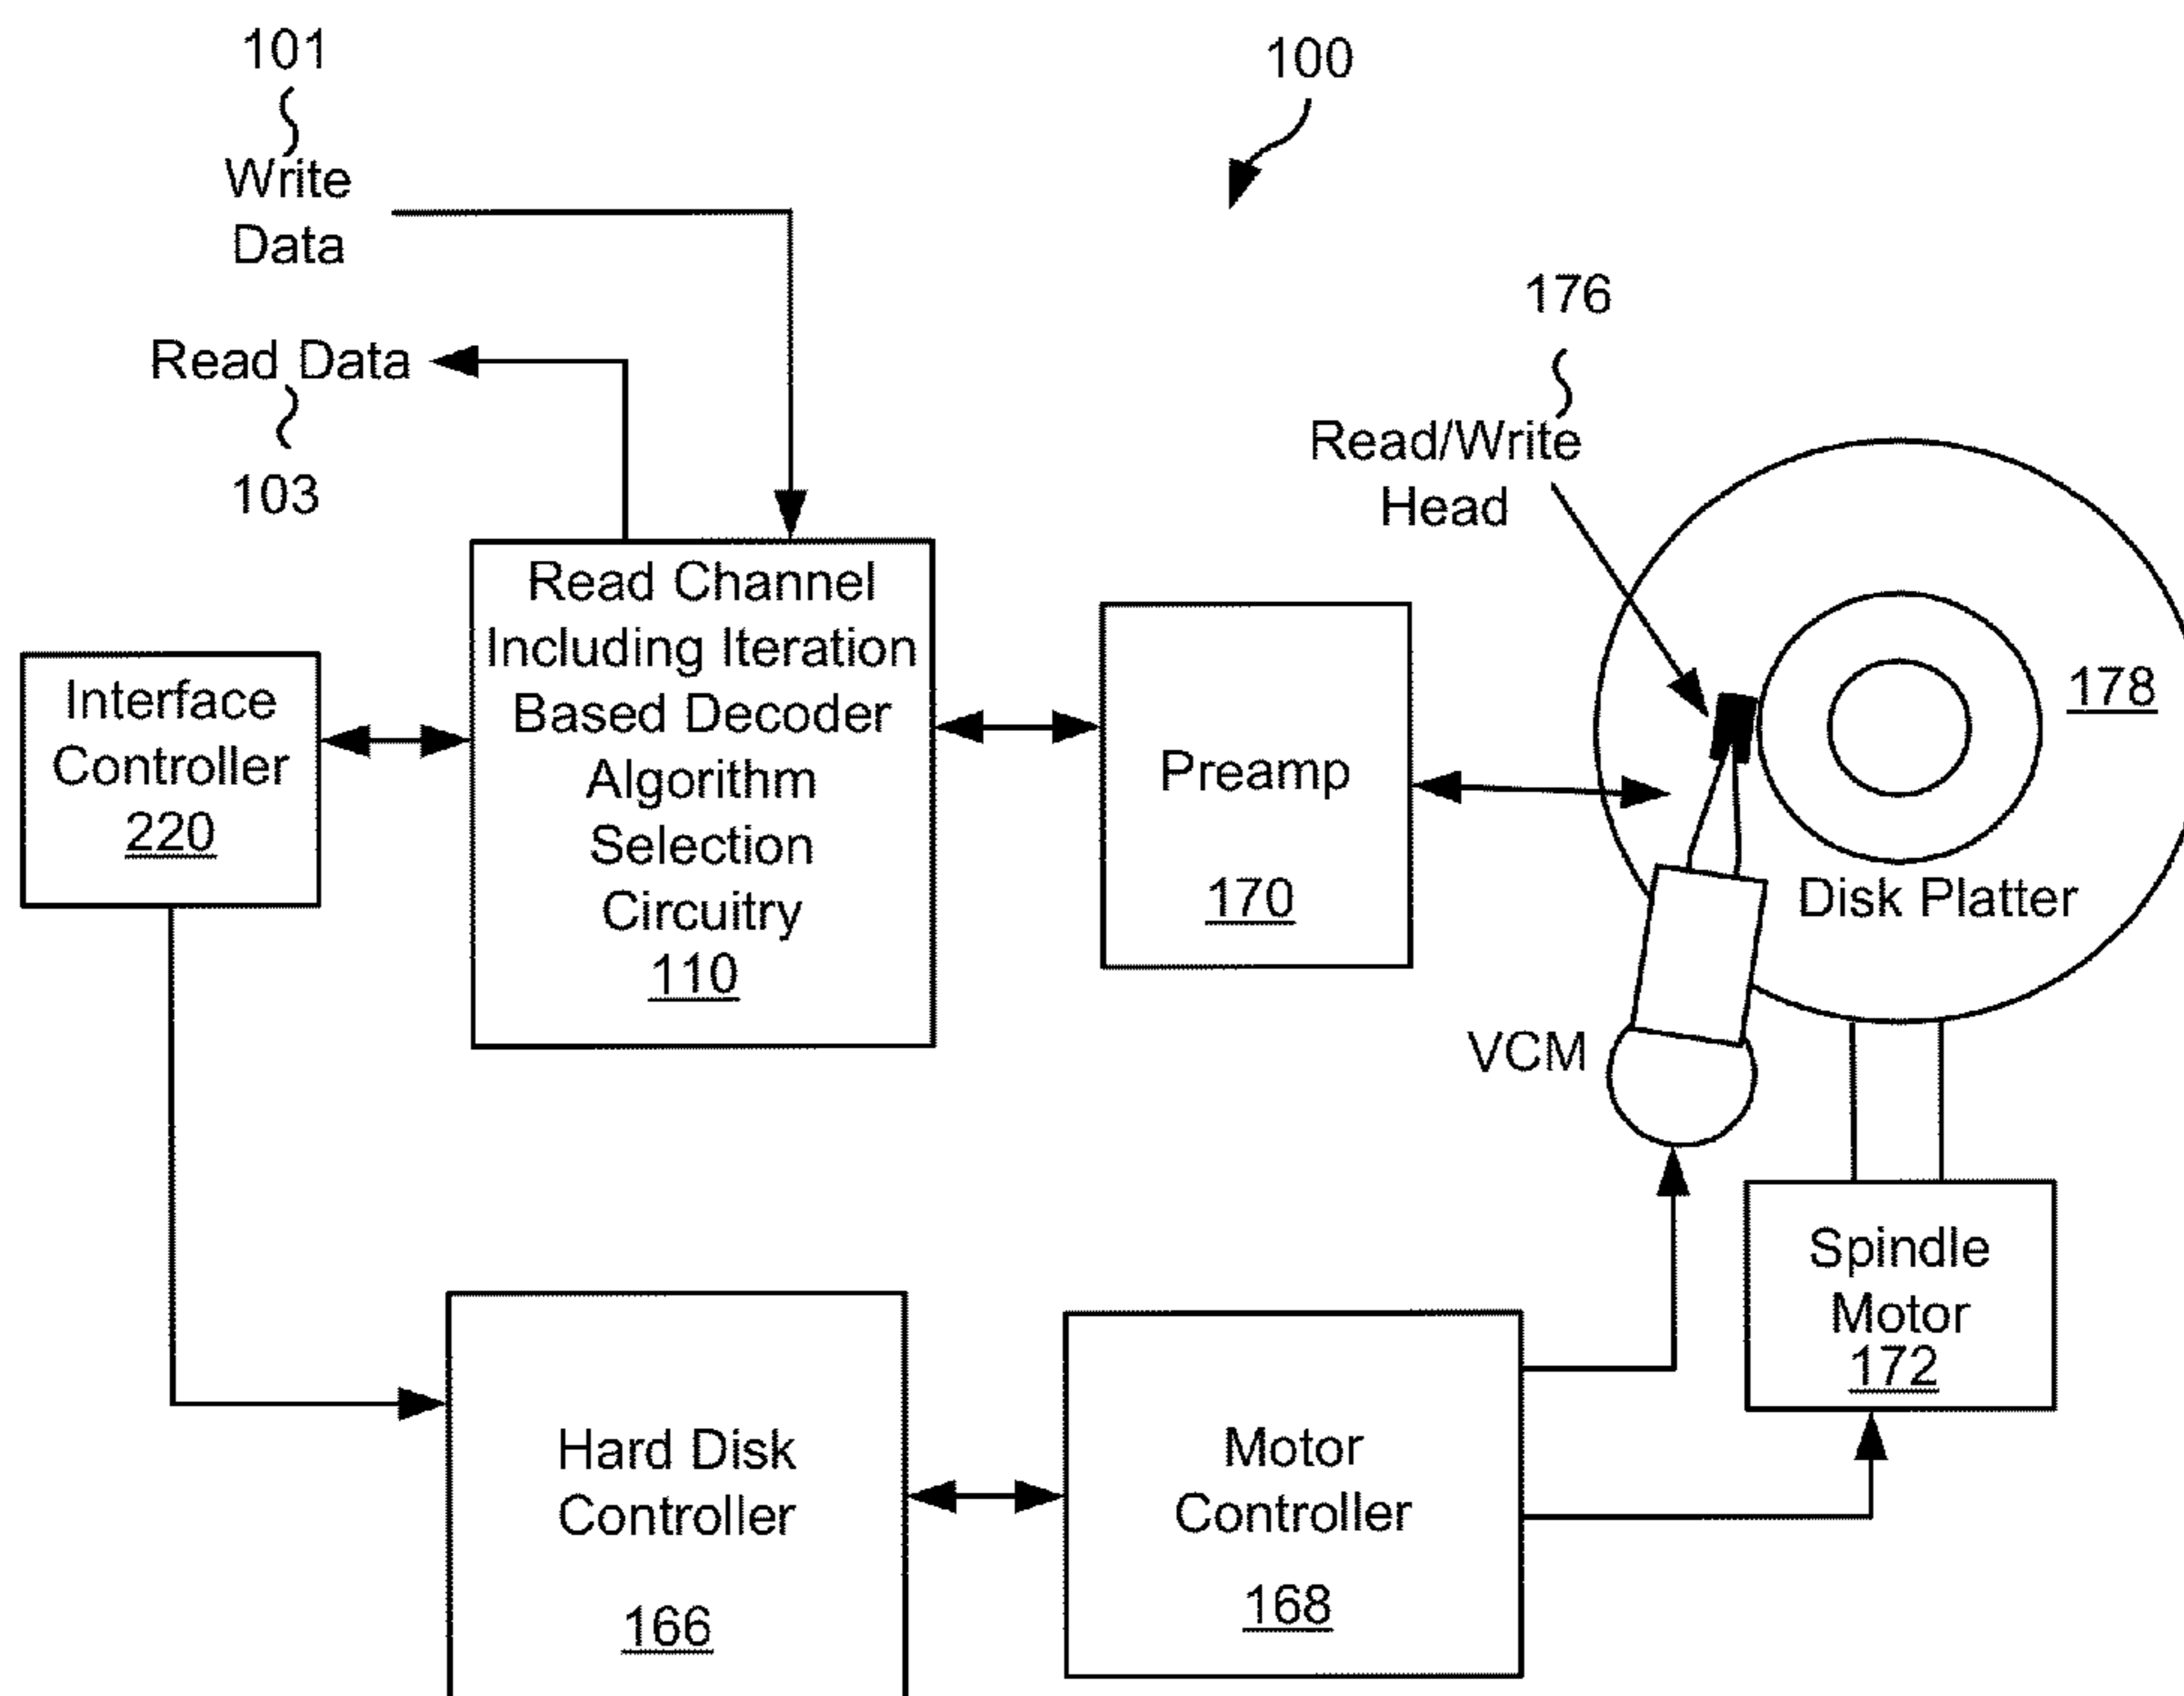 101
Write
Data
100
Read Data
103
176
Read/Write
Head
Read Channel
Including Iteration
Based Decoder
Algorithm
Selection
Circuitry
110
Interface
Controller
220
Preamp
170
178
Disk Platter
VCM
Spindle
Motor
172
Hard Disk
Controller
166
Motor
Controller
168